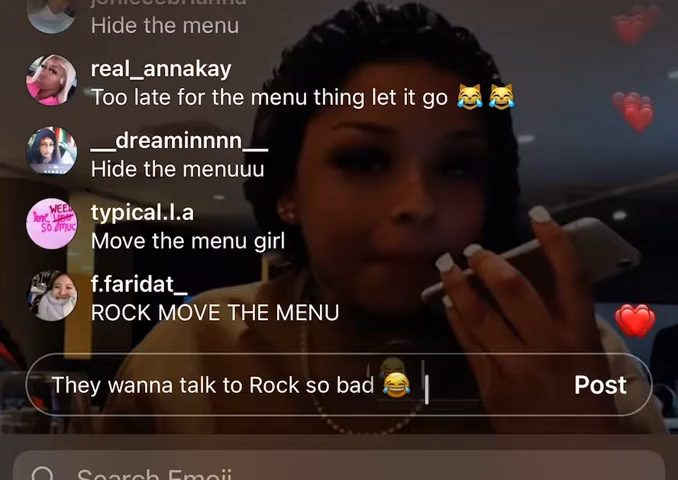 Hide the menu
real_annakay
Too late for the menu thing let it go 😹 😹
__dreaminnnn__
Hide the menuuu
typical.l.a
Move the menu girl
f.faridat_
ROCK MOVE THE MENU
They wanna talk to Rock so bad 😂
Post
Search Emoji